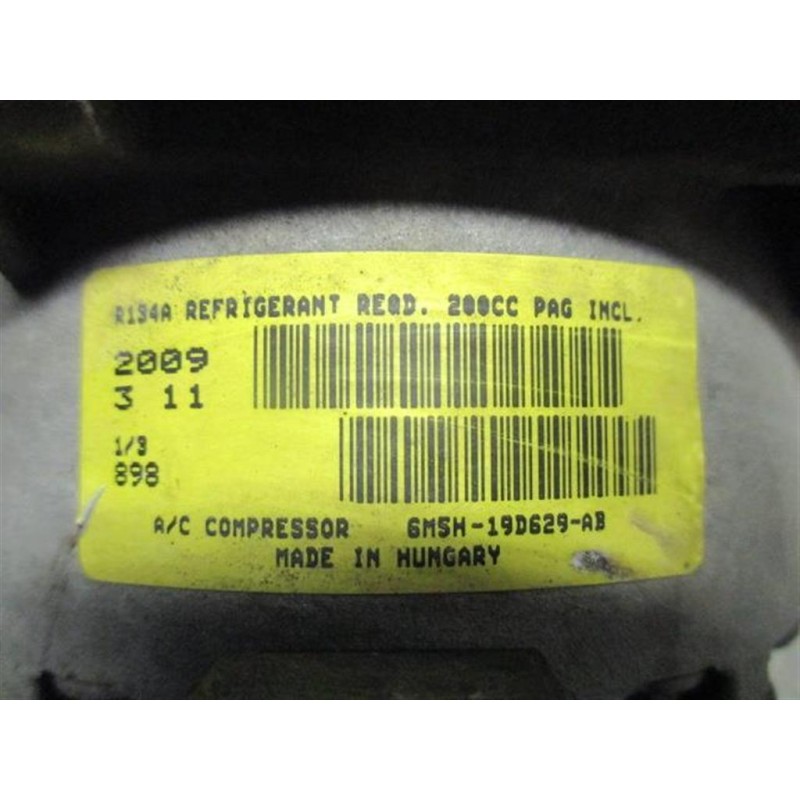 R134A REFRIGERANT REQD. 200CC PAG INCL.
2009
3 11
1/3
898
A/C COMPRESSOR 6M5H-19D629-AB
MADE IN HUNGARY